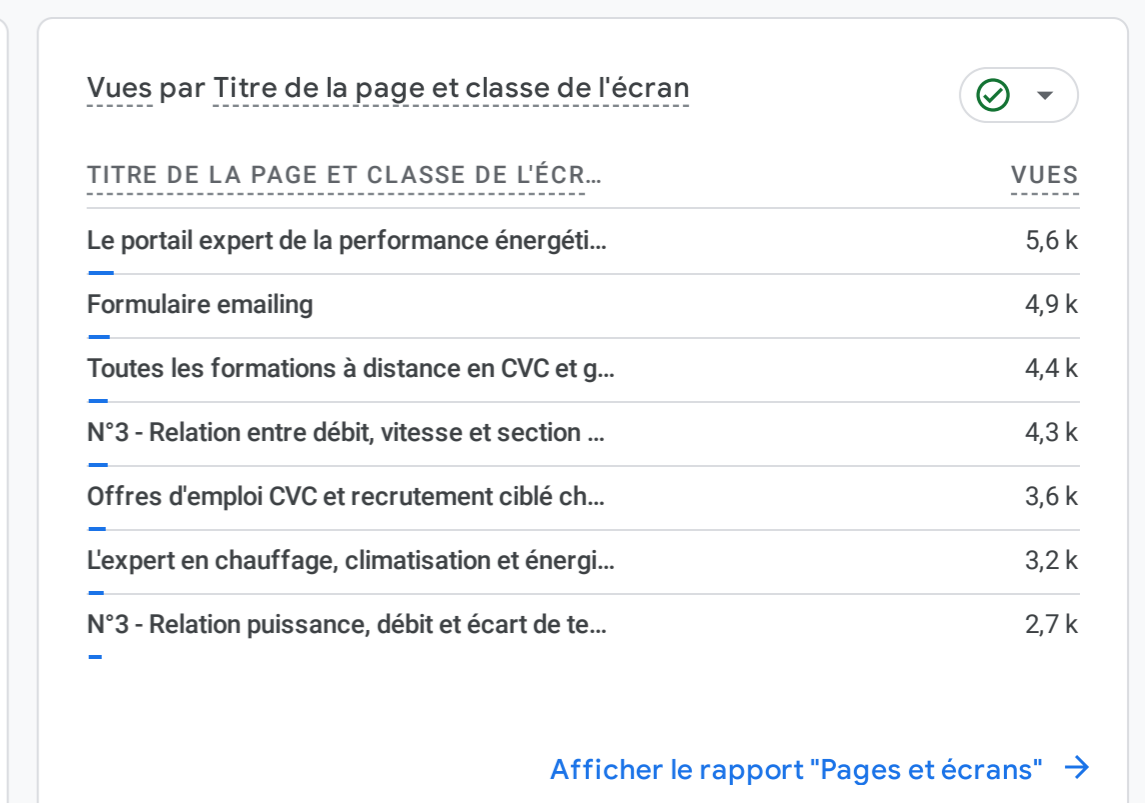 Vues par Titre de la page et classe de l'écran
TITRE DE LA PAGE ET CLASSE DE L'ÉCR… VUES
Le portail expert de la performance énergéti… 5,6 k
Formulaire emailing 4,9 k
Toutes les formations à distance en CVC et g… 4,4 k
N°3 - Relation entre débit, vitesse et section … 4,3 k
Offres d'emploi CVC et recrutement ciblé ch… 3,6 k
L'expert en chauffage, climatisation et énergi… 3,2 k
N°3 - Relation puissance, débit et écart de te… 2,7 k
Afficher le rapport "Pages et écrans"